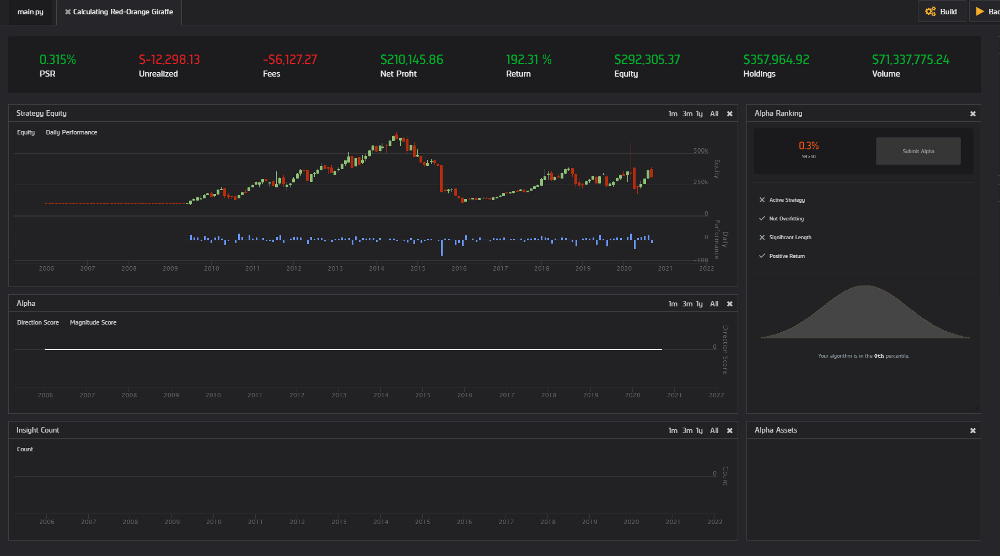 main.py
Calculating Red-Orange Giraffe
Build
0.315%
PSR
$-12,298.13
Unrealized
-$6,127.27
Fees
$210,145.86
Net Profit
192.31 %
Return
$292,305.37
Equity
$357,964.92
Holdings
$71,337,775.24
Volume
Strategy Equity
1m 3m 1y All
Equity Daily Performance
500k
250k
0
Equity
0
-100
Daily
Performance
2006 2007 2008 2009 2010 2011 2012 2013 2014 2015 2016 2017 2018 2019 2020 2021 2022
Alpha Ranking
0.3%
SR > 1.0
Submit Alpha
Active Strategy
Not Overfitting
Significant Length
Positive Return
Your algorithm is in the 0th percentile.
Alpha
1m 3m 1y All
Direction Score Magnitude Score
0
Direction Score
2006 2007 2008 2009 2010 2011 2012 2013 2014 2015 2016 2017 2018 2019 2020 2021 2022
Insight Count
1m 3m 1y All
Count
0
Count
2006 2007 2008 2009 2010 2011 2012 2013 2014 2015 2016 2017 2018 2019 2020 2021 2022
Alpha Assets